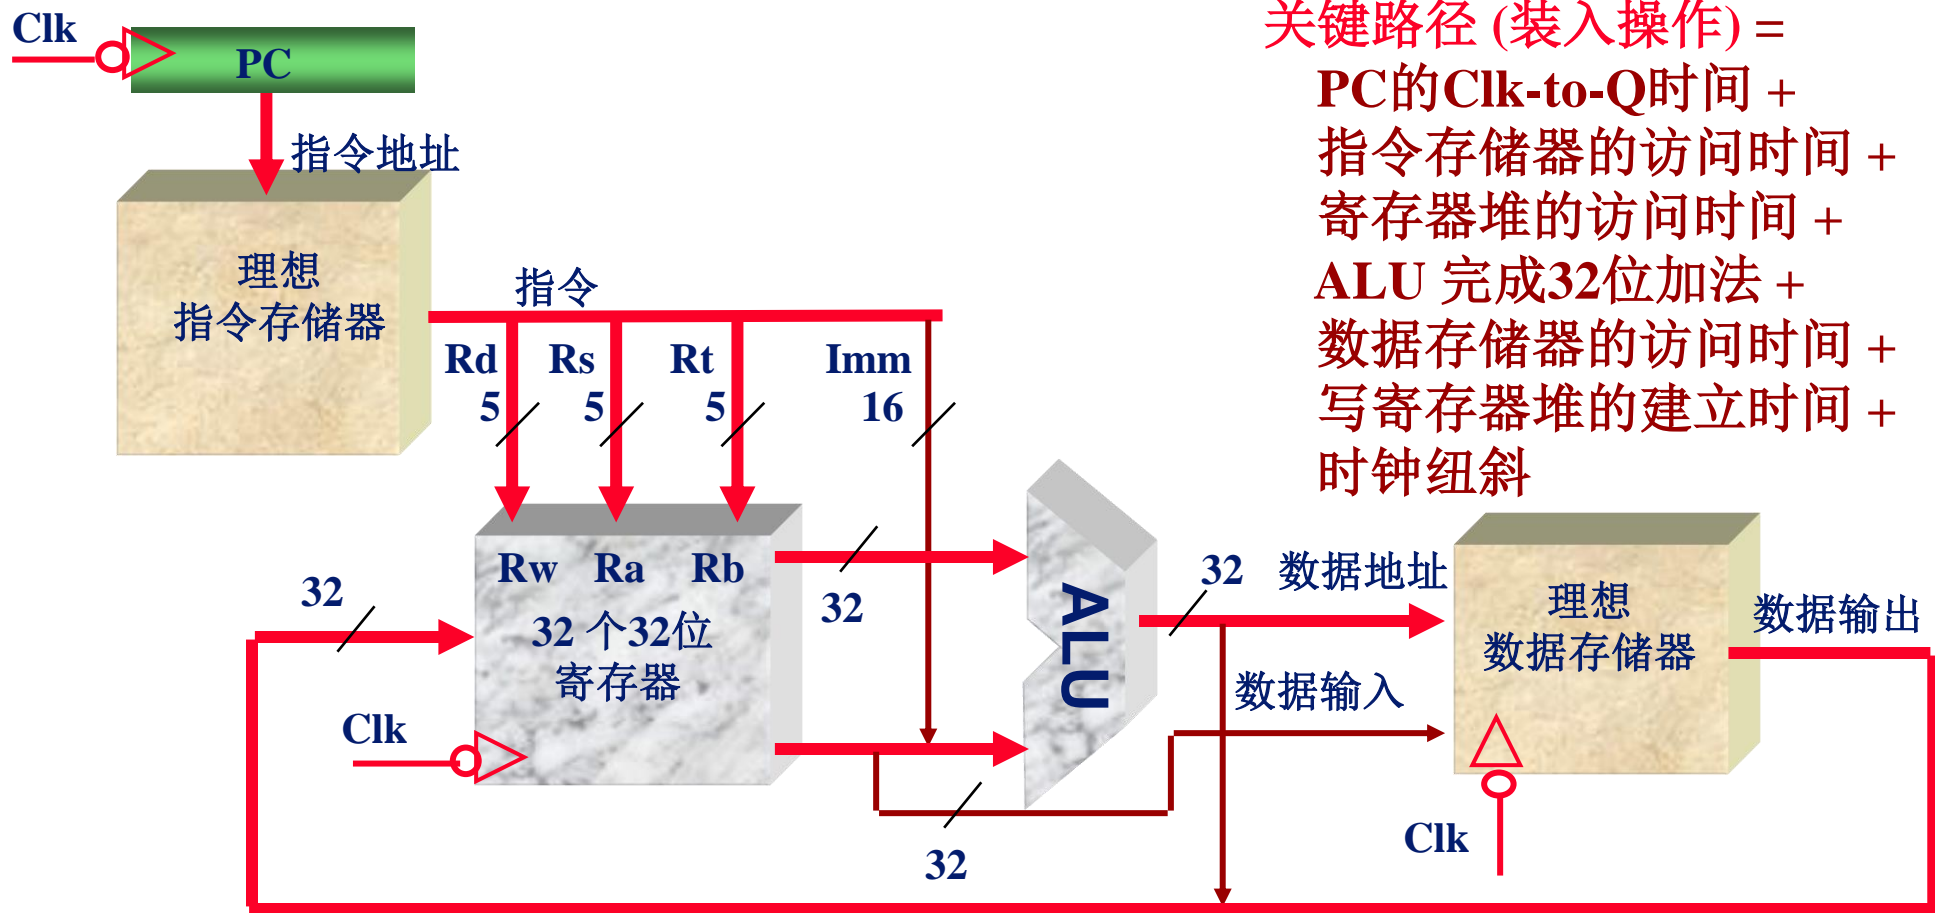 Clk
PC
指令地址
理想
指令存储器
指令
Rd
Rs
Rt
Imm
5
5
5
16
关键路径 (装入操作) =
PC的Clk-to-Q时间 +
指令存储器的访问时间 +
寄存器堆的访问时间 +
ALU 完成32位加法 +
数据存储器的访问时间 +
写寄存器堆的建立时间 +
时钟纽斜
Rw Ra Rb
32 个32位
寄存器
32
Clk
32
ALU
32
数据地址
数据输入
32
理想
数据存储器
数据输出
Clk